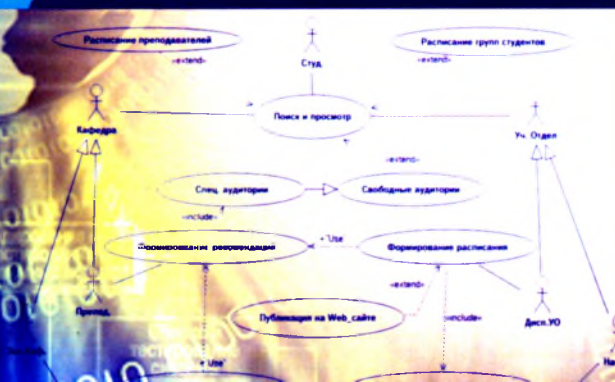 Расписание преподавателей
Расписание групп студентов
«extend»
Студ
«extend»
Кафедра
Поиск и просмотр
Уч. Отдел
«extend»
Спец. аудитории
Свободные аудитории
«include»
+ Use
Формирование рекомендации
Формирование расписания
«extend»
Препод.
Публикация на Web_сайте
«include»
Дисп.УО
+ Use